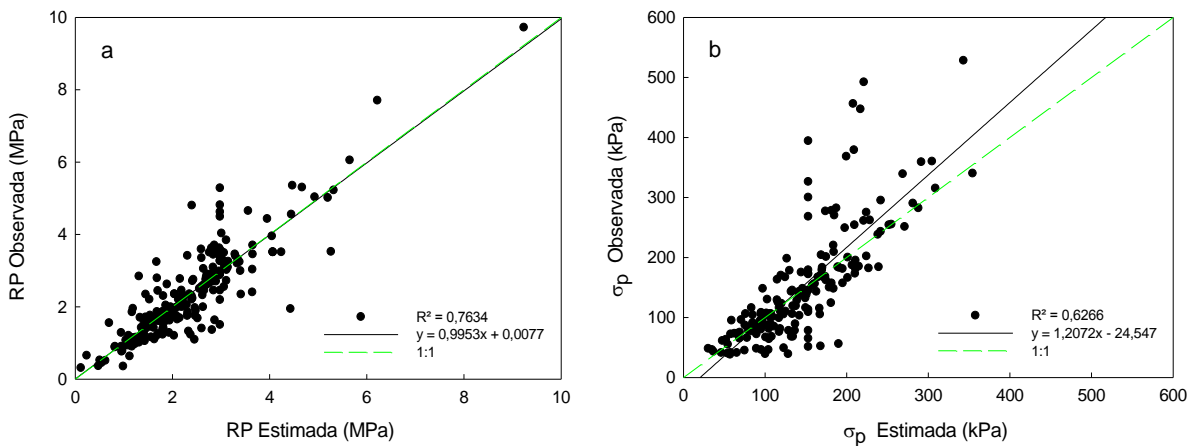 a
RP Observada (MPa)
10
8
6
4
2
0
0 2 4 6 8 10
RP Estimada (MPa)
R² = 0,7634
y = 0,9953x + 0,0077
1:1
b
σp Observada (kPa)
600
500
400
300
200
100
0
0 100 200 300 400 500 600
σp Estimada (kPa)
R² = 0,6266
y = 1,2072x - 24,547
1:1